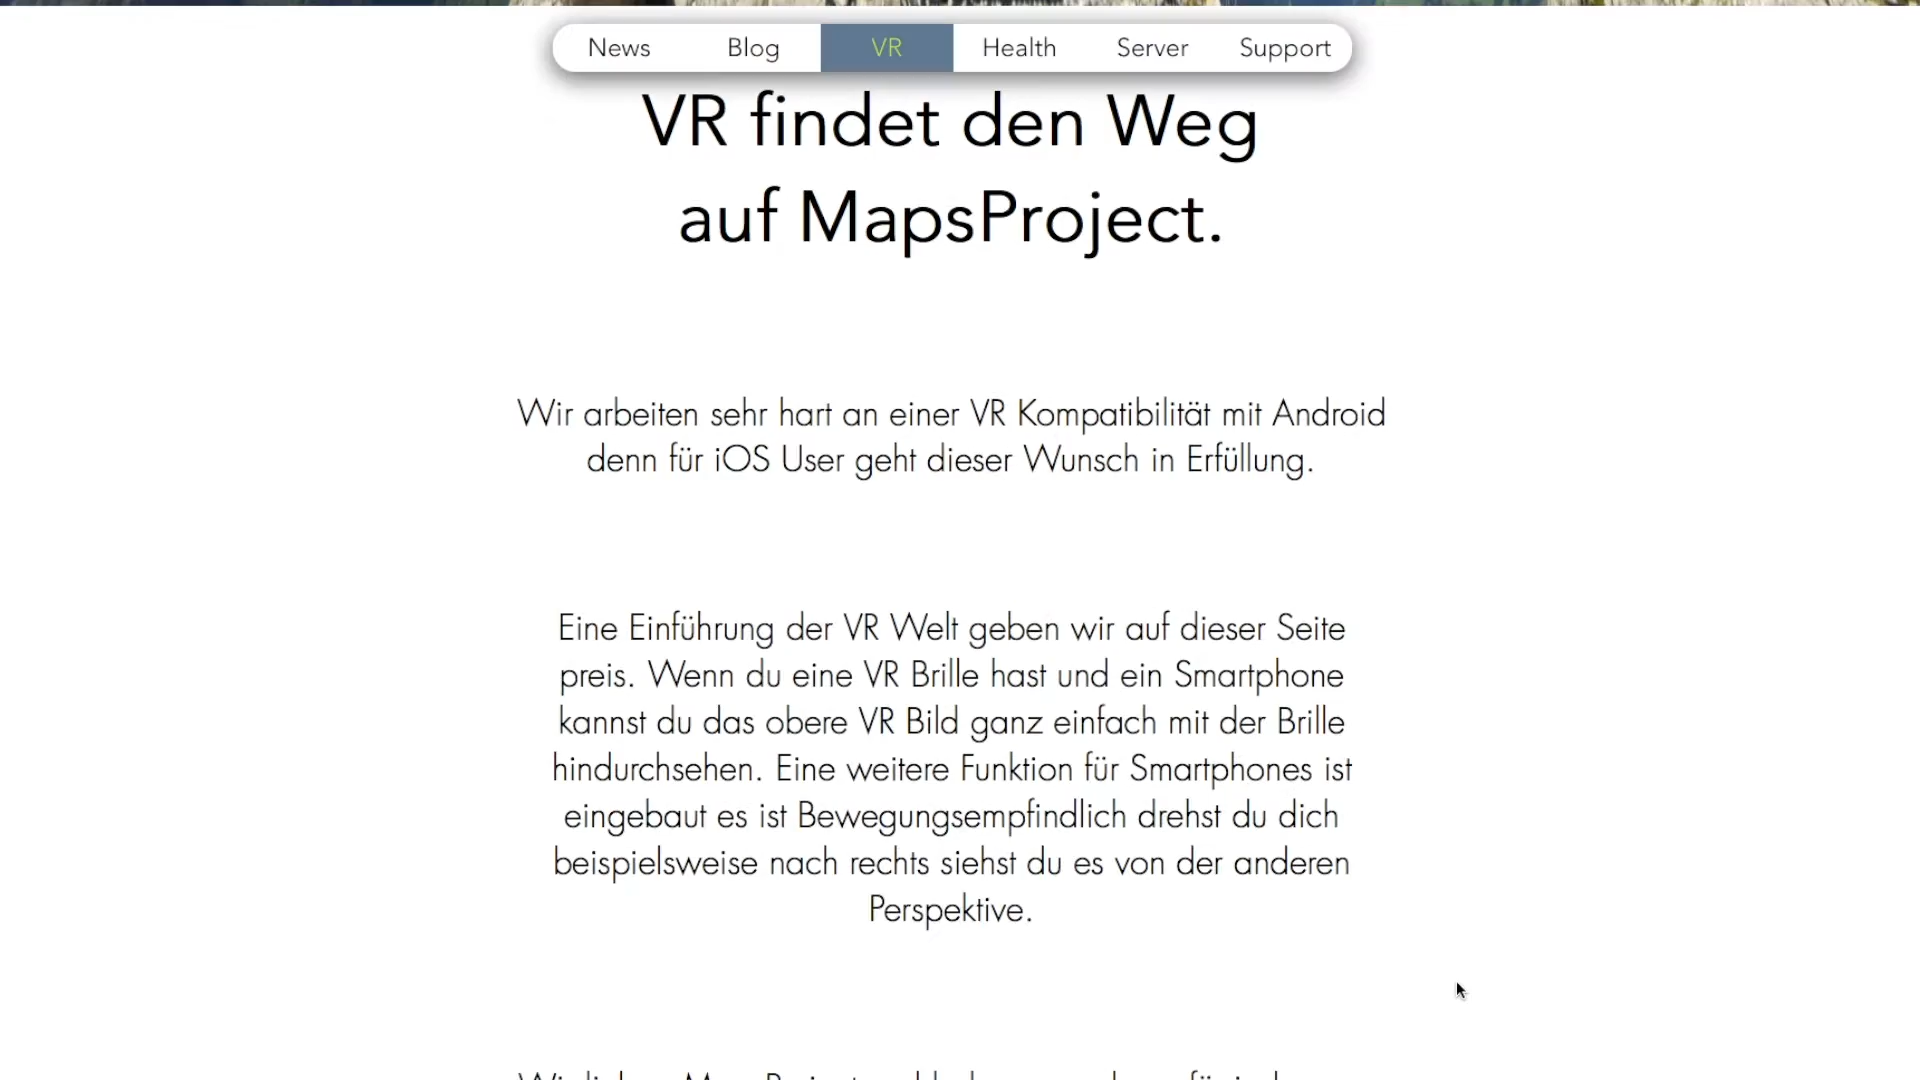 News Blog VR Health Server Support
VR findet den Weg
auf MapsProject.
Wir arbeiten sehr hart an einer VR Kompatibilität mit Android
denn für iOS User geht dieser Wunsch in Erfüllung.
Eine Einführung der VR Welt geben wir auf dieser Seite
preis. Wenn du eine VR Brille hast und ein Smartphone
kannst du das obere VR Bild ganz einfach mit der Brille
hindurchsehen. Eine weitere Funktion für Smartphones ist
eingebaut es ist Bewegungsempfindlich drehst du dich
beispielsweise nach rechts siehst du es von der anderen
Perspektive.